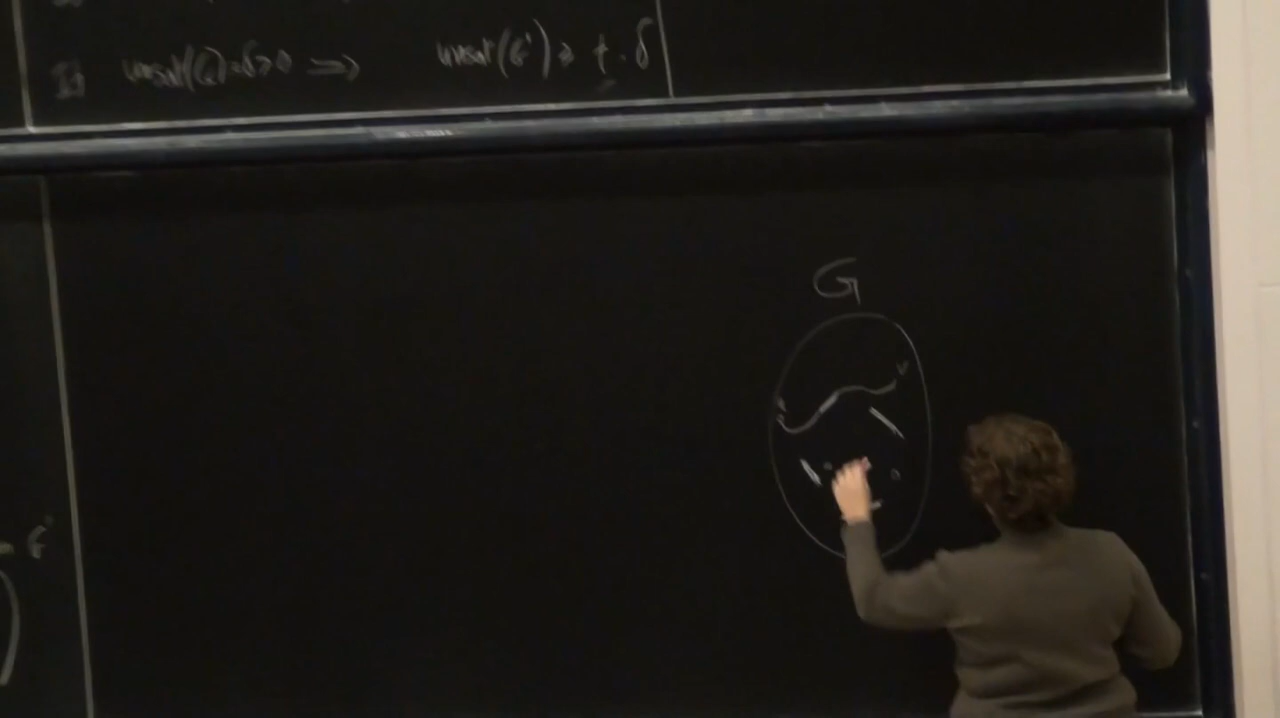 unsat(G)=δ>0 ⟹ unsat(G') ≥ t·δ
G
G'